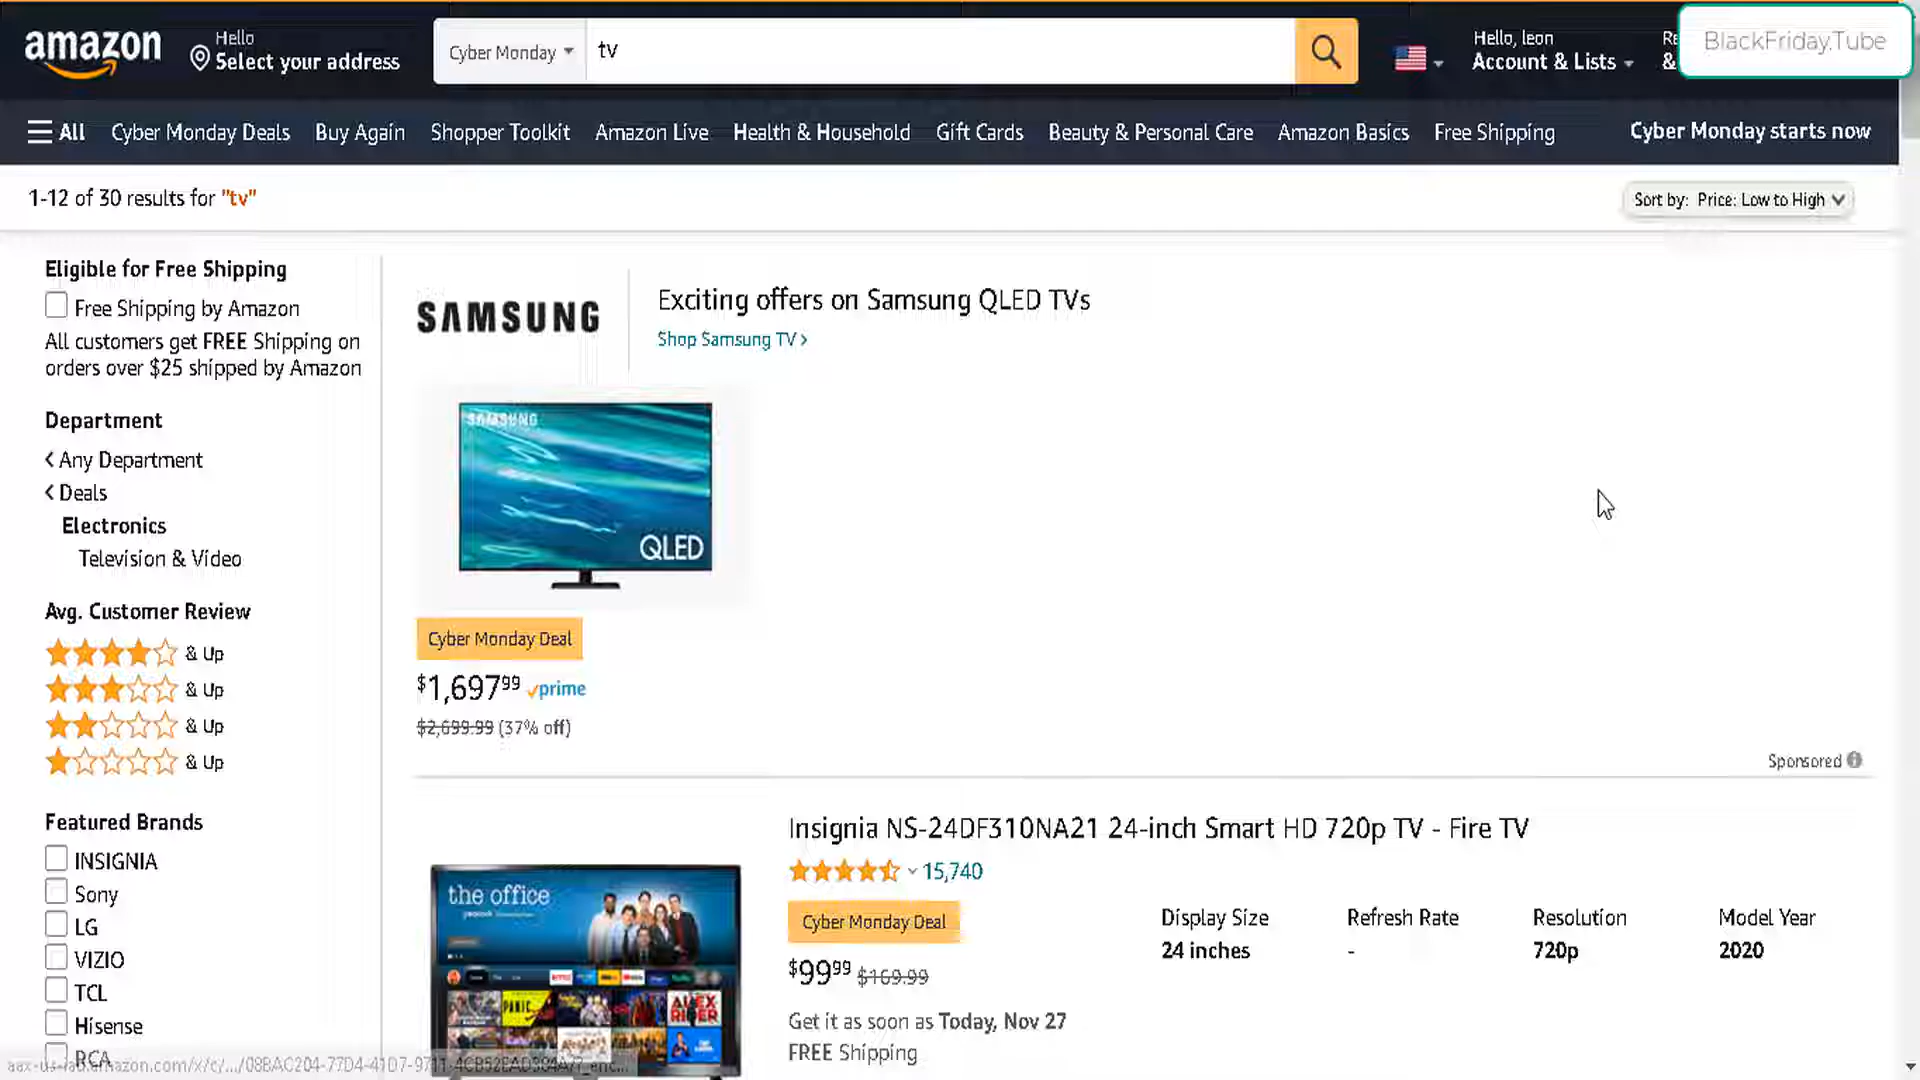 amazon
Hello
Select your address
Cyber Monday
tv
Hello, leon
Account & Lists
Re
&
BlackFriday.Tube
All
Cyber Monday Deals
Buy Again
Shopper Toolkit
Amazon Live
Health & Household
Gift Cards
Beauty & Personal Care
Amazon Basics
Free Shipping
Cyber Monday starts now
1-12 of 30 results for "tv"
Sort by: Price: Low to High
Eligible for Free Shipping
Free Shipping by Amazon
All customers get FREE Shipping on
orders over $25 shipped by Amazon
Department
Any Department
Deals
Electronics
Television & Video
Avg. Customer Review
& Up
& Up
& Up
& Up
Featured Brands
INSIGNIA
Sony
LG
VIZIO
TCL
Hisense
RCA
SAMSUNG
Exciting offers on Samsung QLED TVs
Shop Samsung TV ›
SAMSUNG
QLED
Cyber Monday Deal
$1,697.99 prime
$2,699.99 (37% off)
Sponsored
Insignia NS-24DF310NA21 24-inch Smart HD 720p TV - Fire TV
15,740
Cyber Monday Deal
$99.99 $169.99
Get it as soon as Today, Nov 27
FREE Shipping
Display Size
24 inches
Refresh Rate
-
Resolution
720p
Model Year
2020
the office
PANIC
ALEX
RIDER